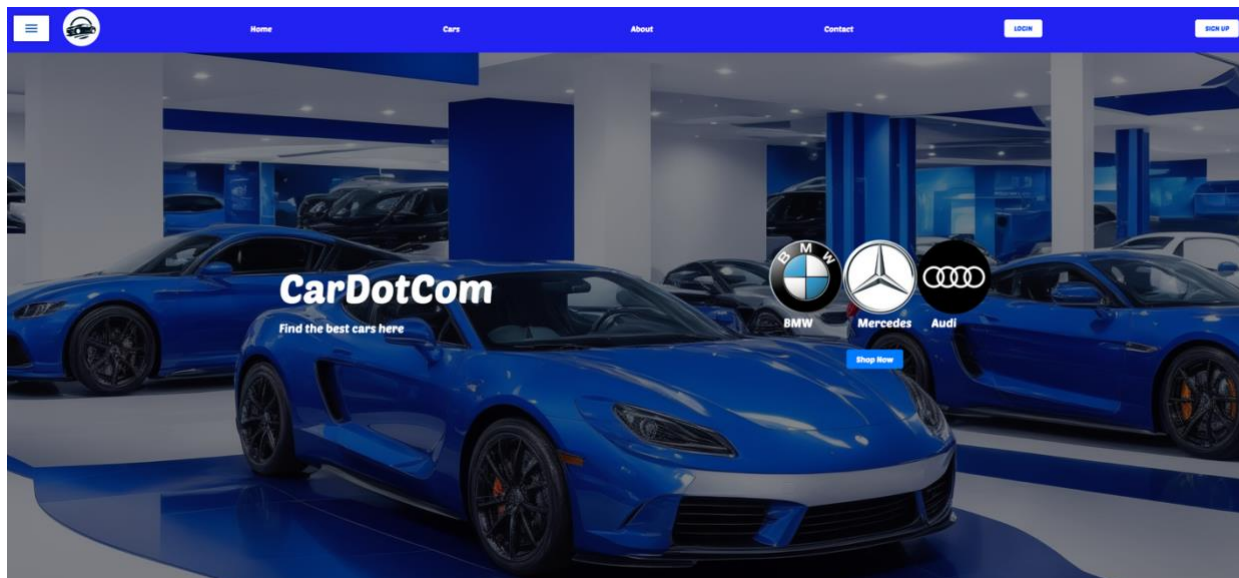 Home Cars About Contact LOGIN SIGN UP
CarDotCom
Find the best cars here
BMW
BMW Mercedes Audi
Shop Now